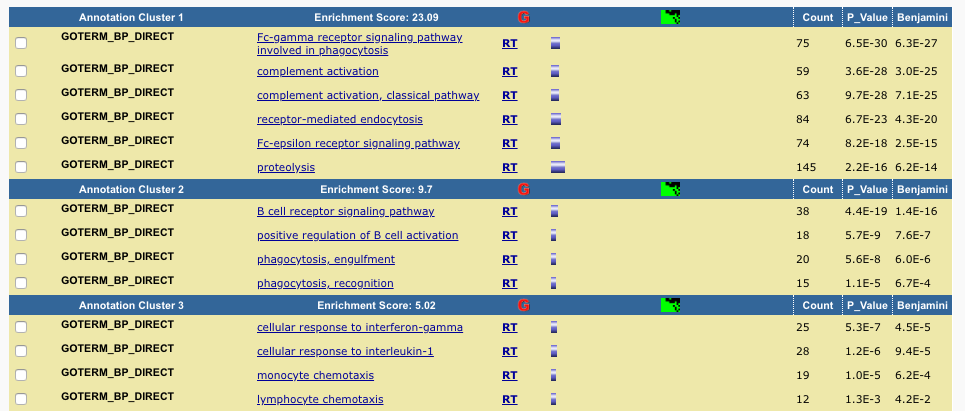 Annotation Cluster 1 Enrichment Score: 23.09 G Count P_Value Benjamini
GOTERM_BP_DIRECT Fc-gamma receptor signaling pathway
involved in phagocytosis RT 75 6.5E-30 6.3E-27
GOTERM_BP_DIRECT complement activation RT 59 3.6E-28 3.0E-25
GOTERM_BP_DIRECT complement activation, classical pathway RT 63 9.7E-28 7.1E-25
GOTERM_BP_DIRECT receptor-mediated endocytosis RT 84 6.7E-23 4.3E-20
GOTERM_BP_DIRECT Fc-epsilon receptor signaling pathway RT 74 8.2E-18 2.5E-15
GOTERM_BP_DIRECT proteolysis RT 145 2.2E-16 6.2E-14
Annotation Cluster 2 Enrichment Score: 9.7 G Count P_Value Benjamini
GOTERM_BP_DIRECT B cell receptor signaling pathway RT 38 4.4E-19 1.4E-16
GOTERM_BP_DIRECT positive regulation of B cell activation RT 18 5.7E-9 7.6E-7
GOTERM_BP_DIRECT phagocytosis, engulfment RT 20 5.6E-8 6.0E-6
GOTERM_BP_DIRECT phagocytosis, recognition RT 15 1.1E-5 6.7E-4
Annotation Cluster 3 Enrichment Score: 5.02 G Count P_Value Benjamini
GOTERM_BP_DIRECT cellular response to interferon-gamma RT 25 5.3E-7 4.5E-5
GOTERM_BP_DIRECT cellular response to interleukin-1 RT 28 1.2E-6 9.4E-5
GOTERM_BP_DIRECT monocyte chemotaxis RT 19 1.0E-5 6.2E-4
GOTERM_BP_DIRECT lymphocyte chemotaxis RT 12 1.3E-3 4.2E-2